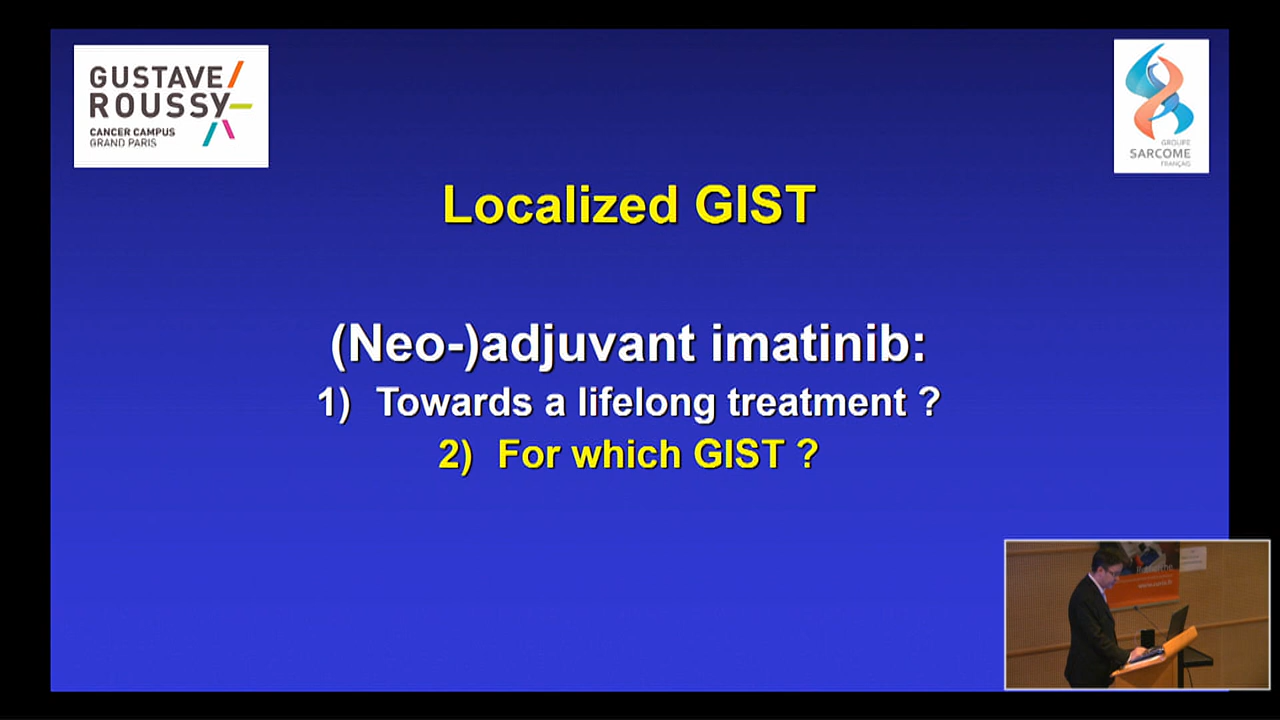 GUSTAVE/
ROUSSY
CANCER CAMPUS
GRAND PARIS
GROUPE
SARCOME
FRANÇAIS
Localized GIST
(Neo-)adjuvant imatinib:
1) Towards a lifelong treatment ?
2) For which GIST ?